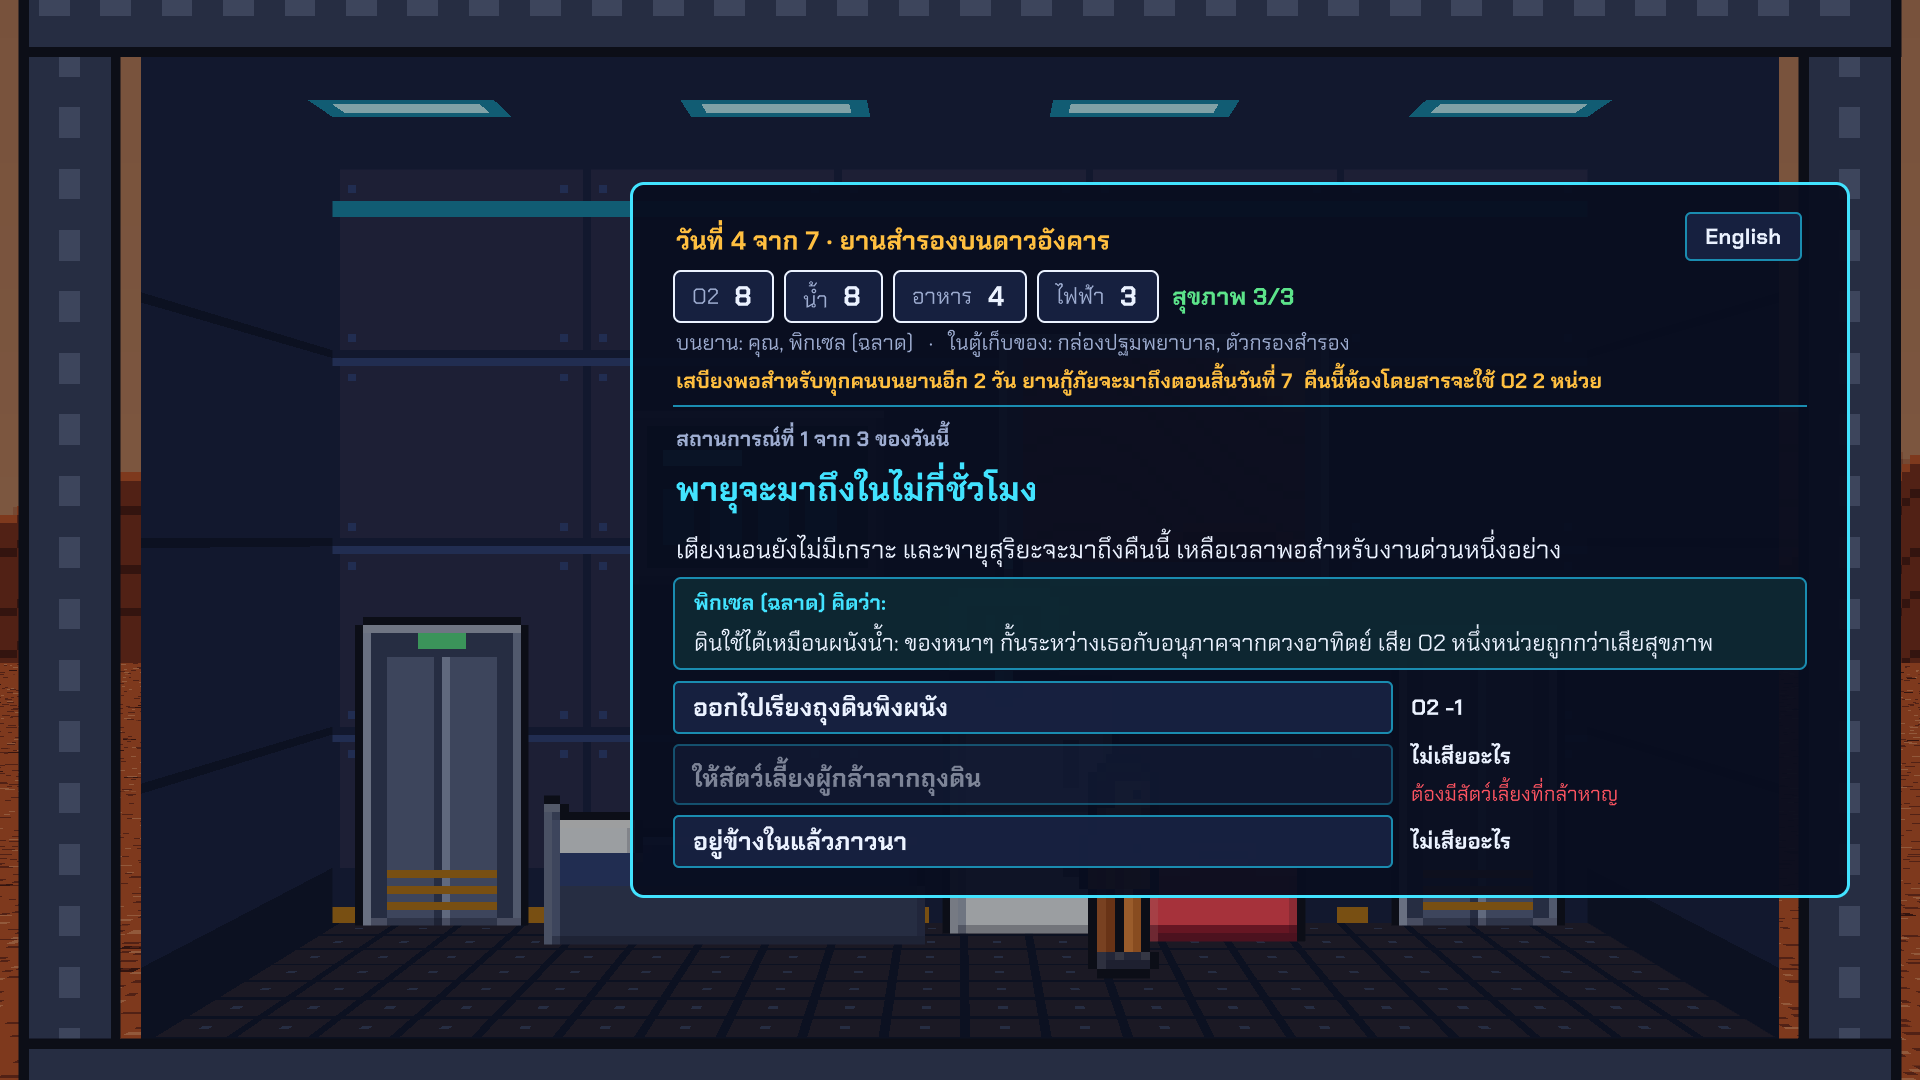 วันที่ 4 จาก 7 · ยานสำรองบนดาวอังคาร
English
O2 8 น้ำ 8 อาหาร 4 ไฟฟ้า 3 สุขภาพ 3/3
บนยาน: คุณ, พิกเซล (ฉลาด) · ในตู้เก็บของ: กล่องปฐมพยาบาล, ตัวกรองสำรอง
เสบียงพอสำหรับทุกคนบนยานอีก 2 วัน ยานกู้ภัยจะมาถึงตอนสิ้นวันที่ 7 คืนนี้ห้องโดยสารจะใช้ O2 2 หน่วย
สถานการณ์ที่ 1 จาก 3 ของวันนี้
พายุจะมาถึงในไม่กี่ชั่วโมง
เตียงนอนยังไม่มีเกราะ และพายุสุริยะจะมาถึงคืนนี้ เหลือเวลาพอสำหรับงานด่วนหนึ่งอย่าง
พิกเซล (ฉลาด) คิดว่า:
ดินใช้ได้เหมือนผนังน้ำ: ของหนาๆ กั้นระหว่างเธอกับอนุภาคจากดวงอาทิตย์ เสีย O2 หนึ่งหน่วยถูกกว่าเสียสุขภาพ
ออกไปเรียงถุงดินพิงผนัง
O2 -1
ให้สัตว์เลี้ยงผู้กล้าลากถุงดิน
ไม่เสียอะไร
ต้องมีสัตว์เลี้ยงที่กล้าหาญ
อยู่ข้างในแล้วภาวนา
ไม่เสียอะไร